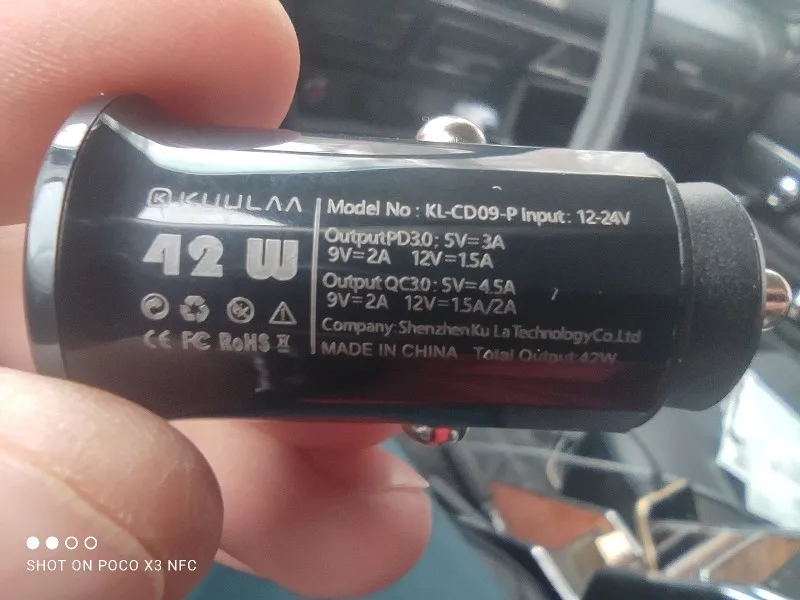 KUULAA
42 W
CE FC RoHS
Model No : KL-CD09-P Input : 12-24V
OutputPD3.0 : 5V=3A
9V=2A 12V=1.5A
Output QC3.0 : 5V=4.5A
9V=2A 12V=1.5A/2A
Company: Shenzhen Ku La Technology Co.,Ltd
MADE IN CHINA Total Output:42W
SHOT ON POCO X3 NFC